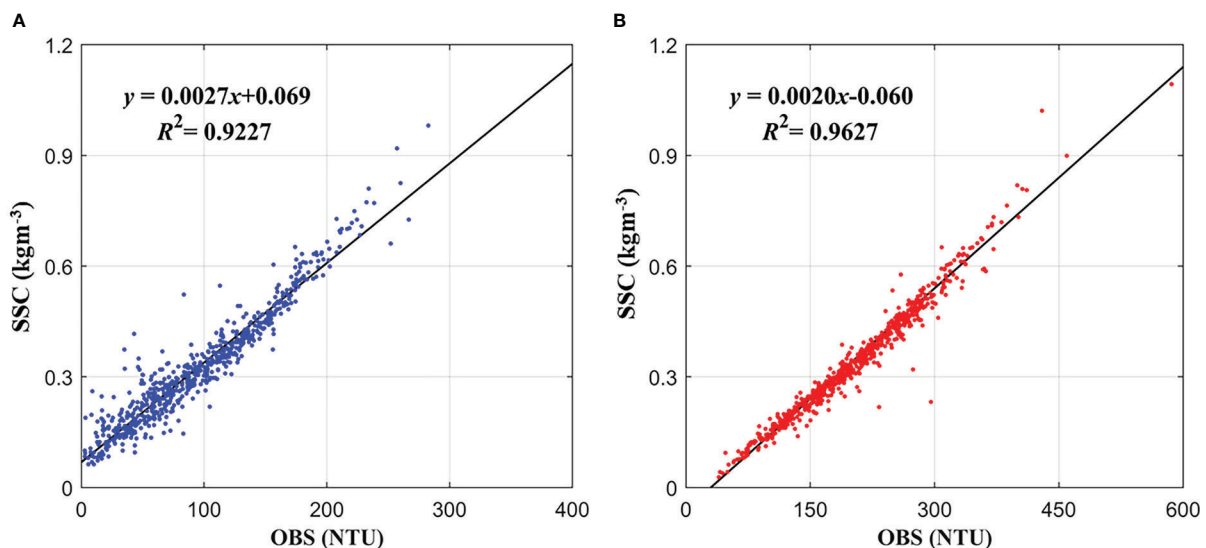 A
1.2
0.9
0.6
0.3
0
SSC (kgm⁻³)
y = 0.0027x+0.069
R²= 0.9227
0 100 200 300 400
OBS (NTU)
B
1.2
0.9
0.6
0.3
0
SSC (kgm⁻³)
y = 0.0020x-0.060
R²= 0.9627
0 150 300 450 600
OBS (NTU)